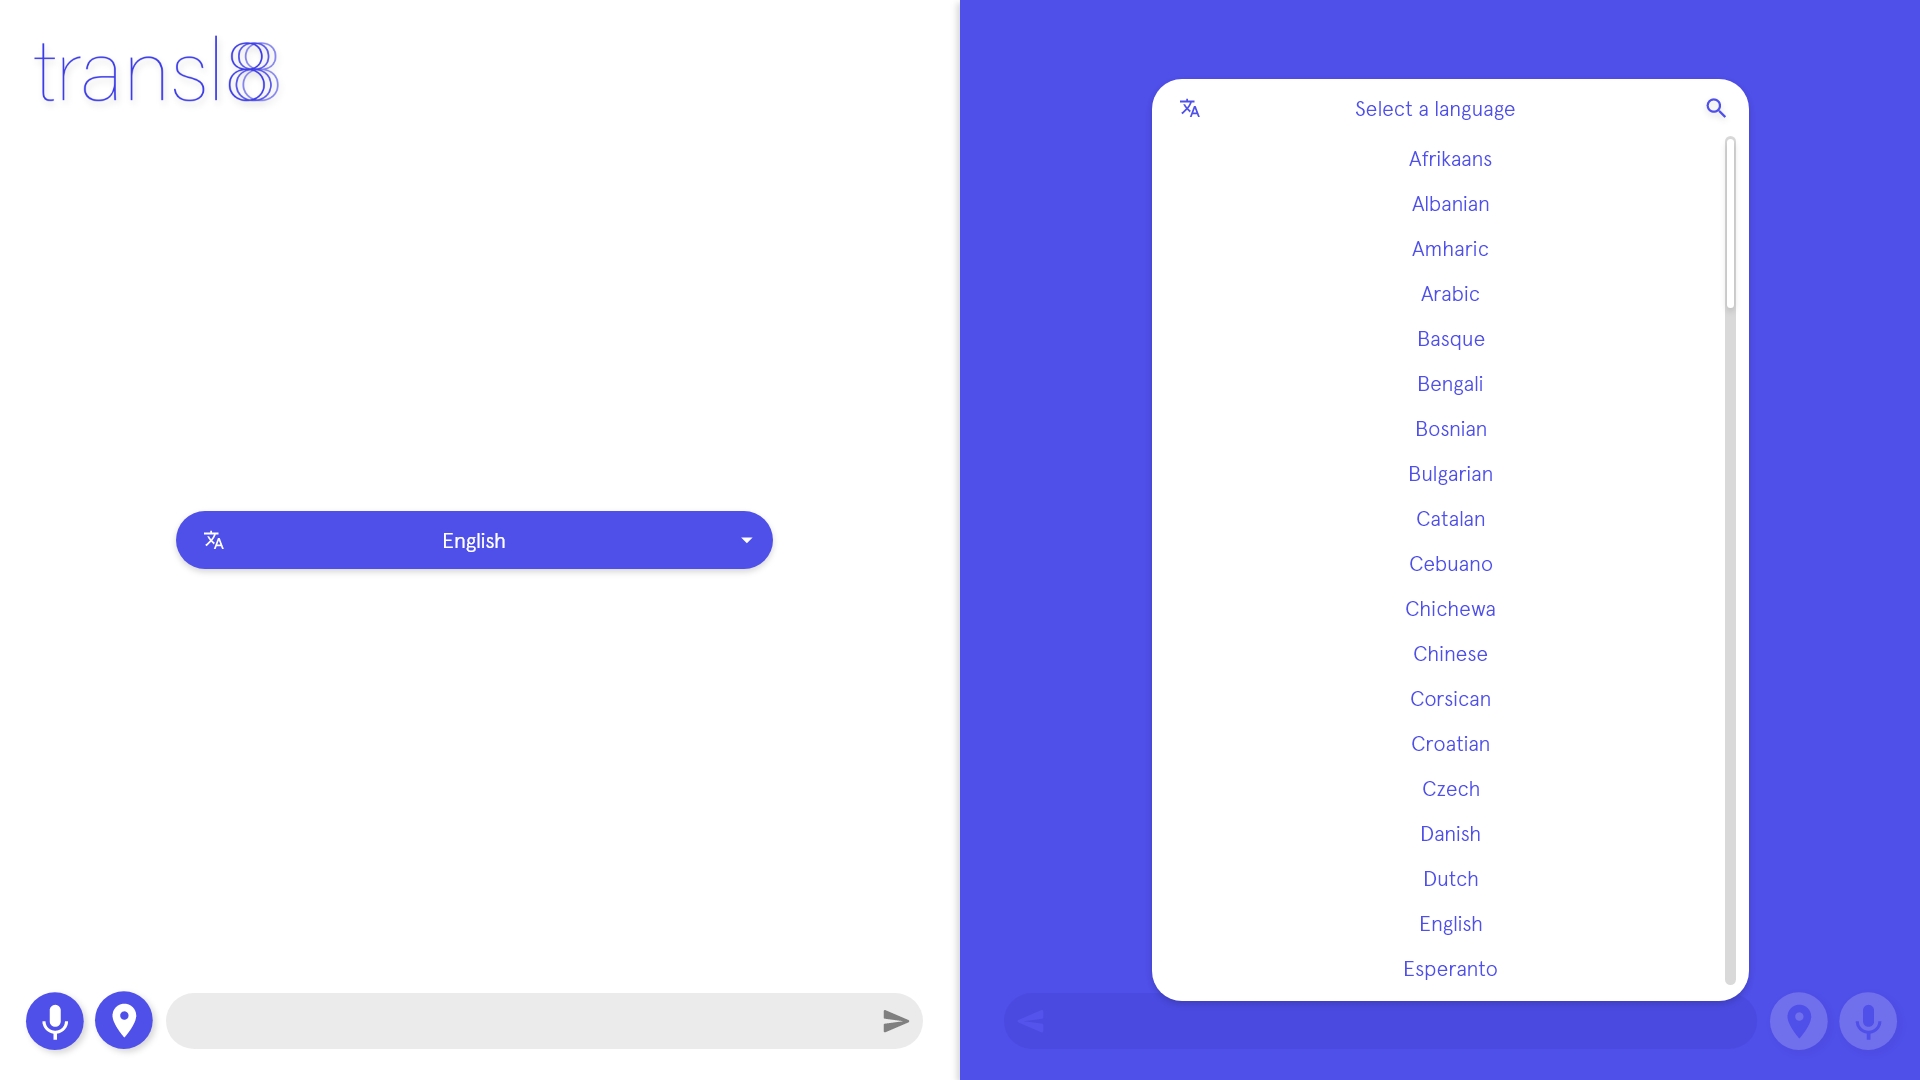 transl8
English
Select a language
Afrikaans
Albanian
Amharic
Arabic
Basque
Bengali
Bosnian
Bulgarian
Catalan
Cebuano
Chichewa
Chinese
Corsican
Croatian
Czech
Danish
Dutch
English
Esperanto